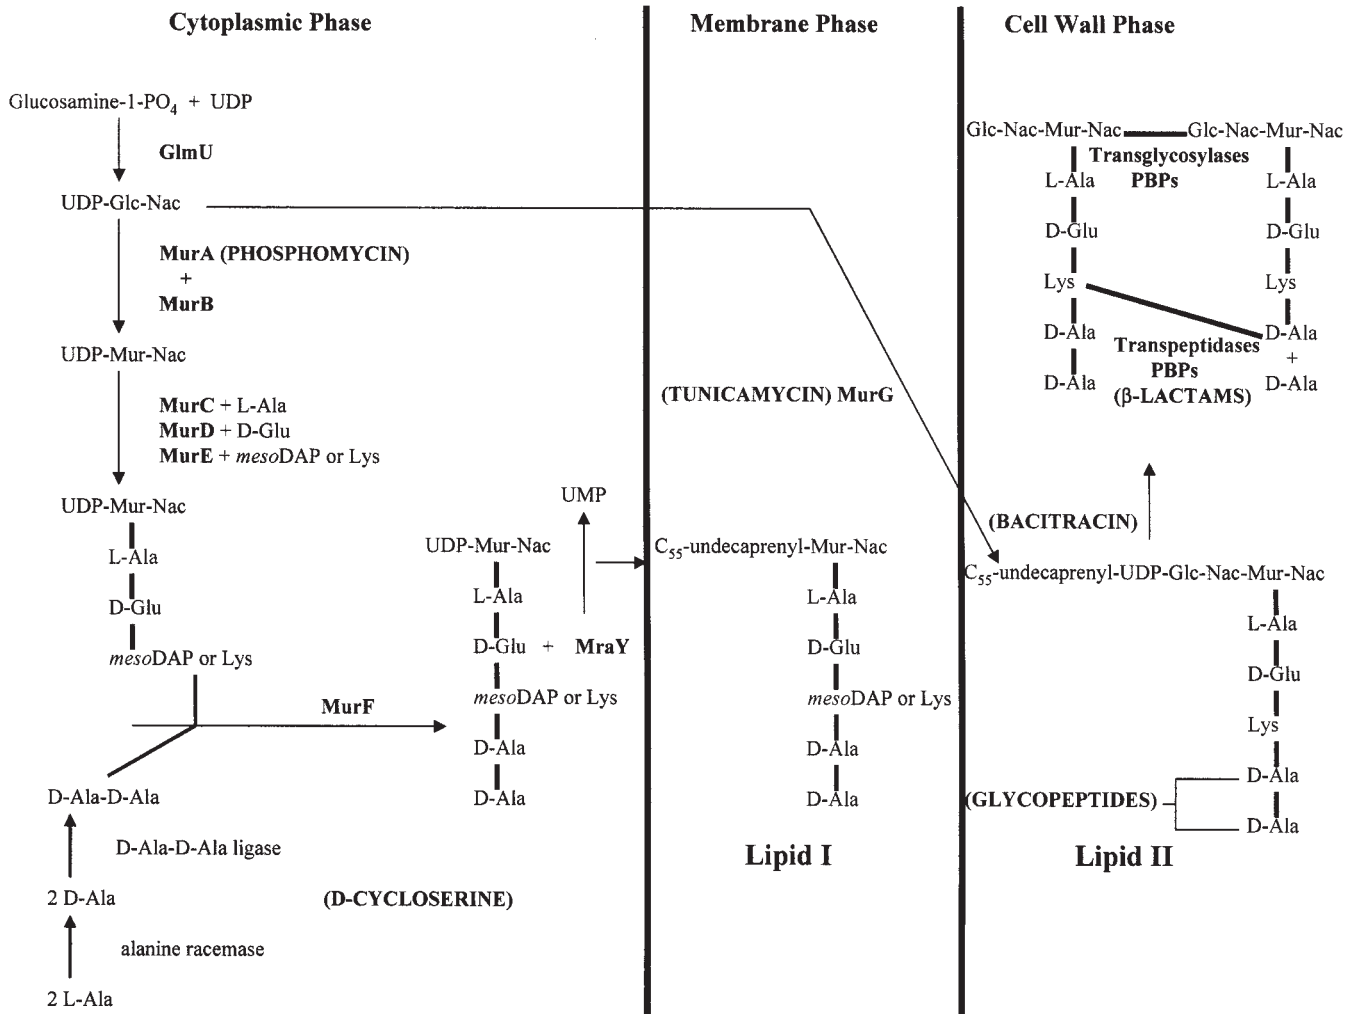 Cytoplasmic Phase
Glucosamine-1-PO4 + UDP
GlmU
UDP-Glc-Nac
MurA (PHOSPHOMYCIN)
+
MurB
UDP-Mur-Nac
MurC + L-Ala
MurD + D-Glu
MurE + mesoDAP or Lys
UDP-Mur-Nac
L-Ala
D-Glu
mesoDAP or Lys
MurF
D-Ala-D-Ala
D-Ala-D-Ala ligase
2 D-Ala
(D-CYCLOSERINE)
alanine racemase
2 L-Ala
UMP
UDP-Mur-Nac
L-Ala
D-Glu + MraY
mesoDAP or Lys
D-Ala
D-Ala
Membrane Phase
(TUNICAMYCIN) MurG
C55-undecaprenyl-Mur-Nac
L-Ala
D-Glu
mesoDAP or Lys
D-Ala
D-Ala
Lipid I
Cell Wall Phase
Glc-Nac-Mur-Nac Glc-Nac-Mur-Nac
Transglycosylases
PBPs
L-Ala L-Ala
D-Glu D-Glu
Lys Lys
D-Ala D-Ala
Transpeptidases
+
PBPs
D-Ala D-Ala
(β-LACTAMS)
(BACITRACIN)
C55-undecaprenyl-UDP-Glc-Nac-Mur-Nac
L-Ala
D-Glu
Lys
D-Ala
(GLYCOPEPTIDES)
D-Ala
Lipid II